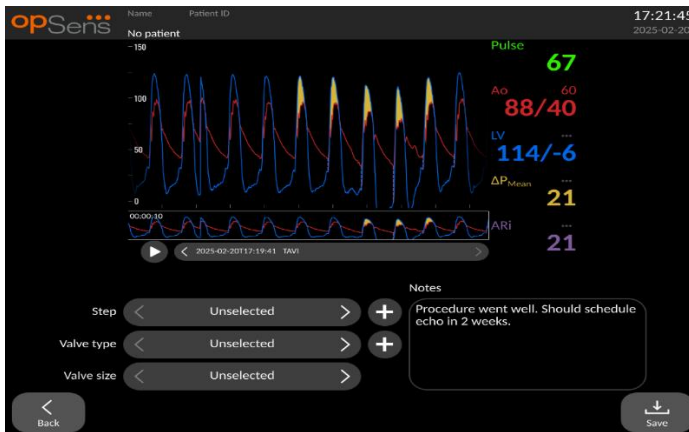 opSens
Name Patient ID
No patient
17:21:45
2025-02-20
150
100
50
0
Pulse
67
Ao 60
88/40
LV ---
114/-6
ΔPMean ---
21
ARi ---
21
00:00:10
2025-02-20T17:19:41 TAVI
Step Unselected
Valve type Unselected
Valve size Unselected
Notes
Procedure went well. Should schedule
echo in 2 weeks.
Back
Save